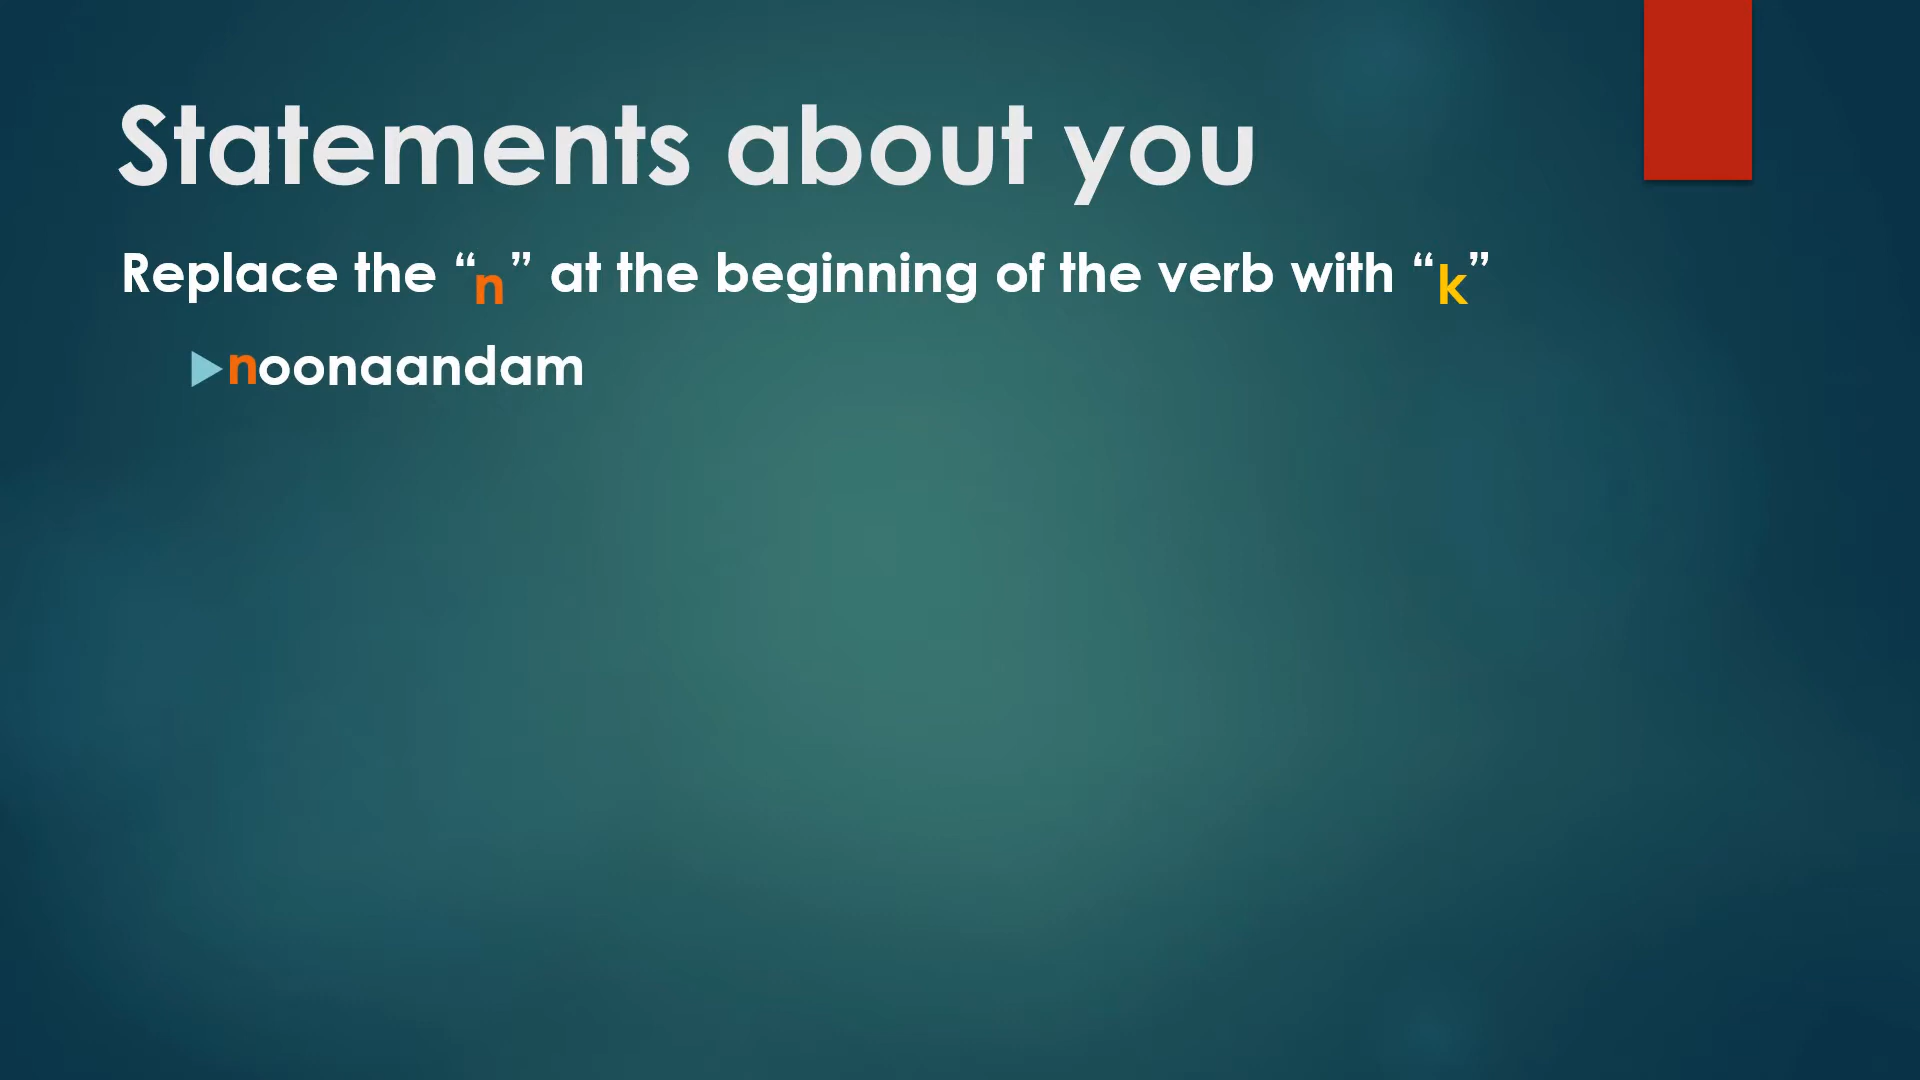 Statements about you
Replace the “n” at the beginning of the verb with “k”
noonaandam